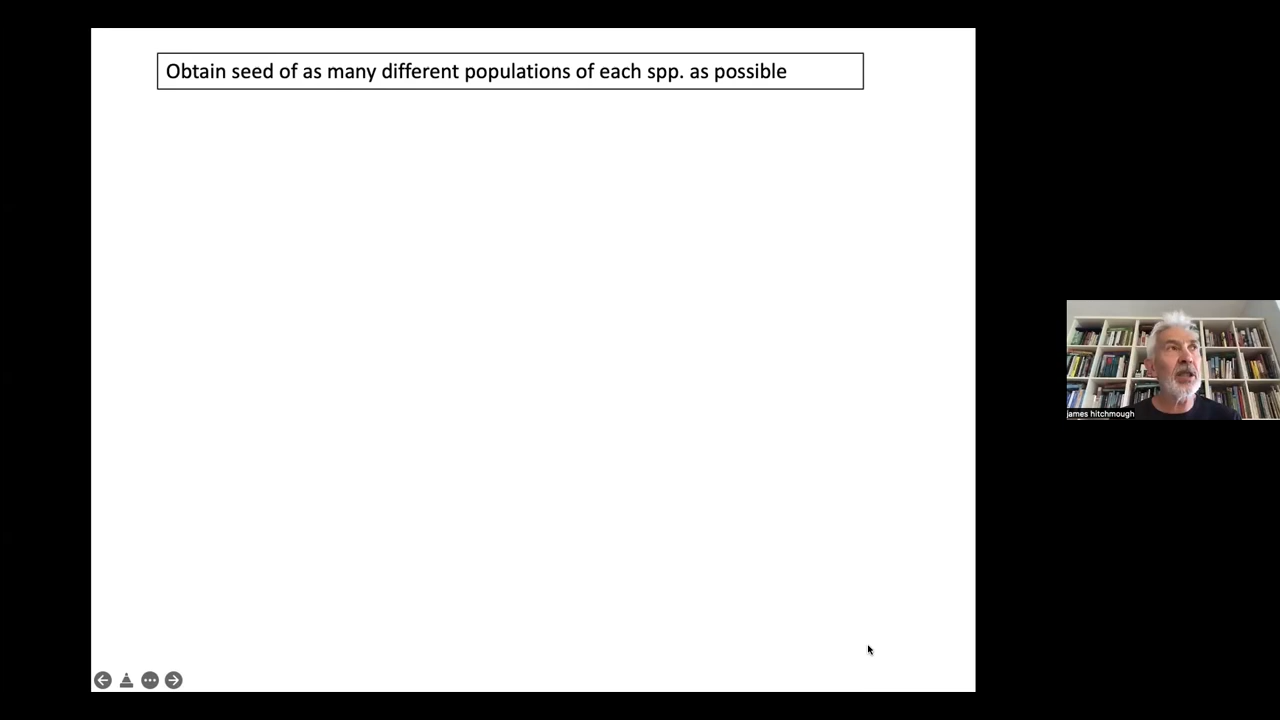 Obtain seed of as many different populations of each spp. as possible
james hitchmough